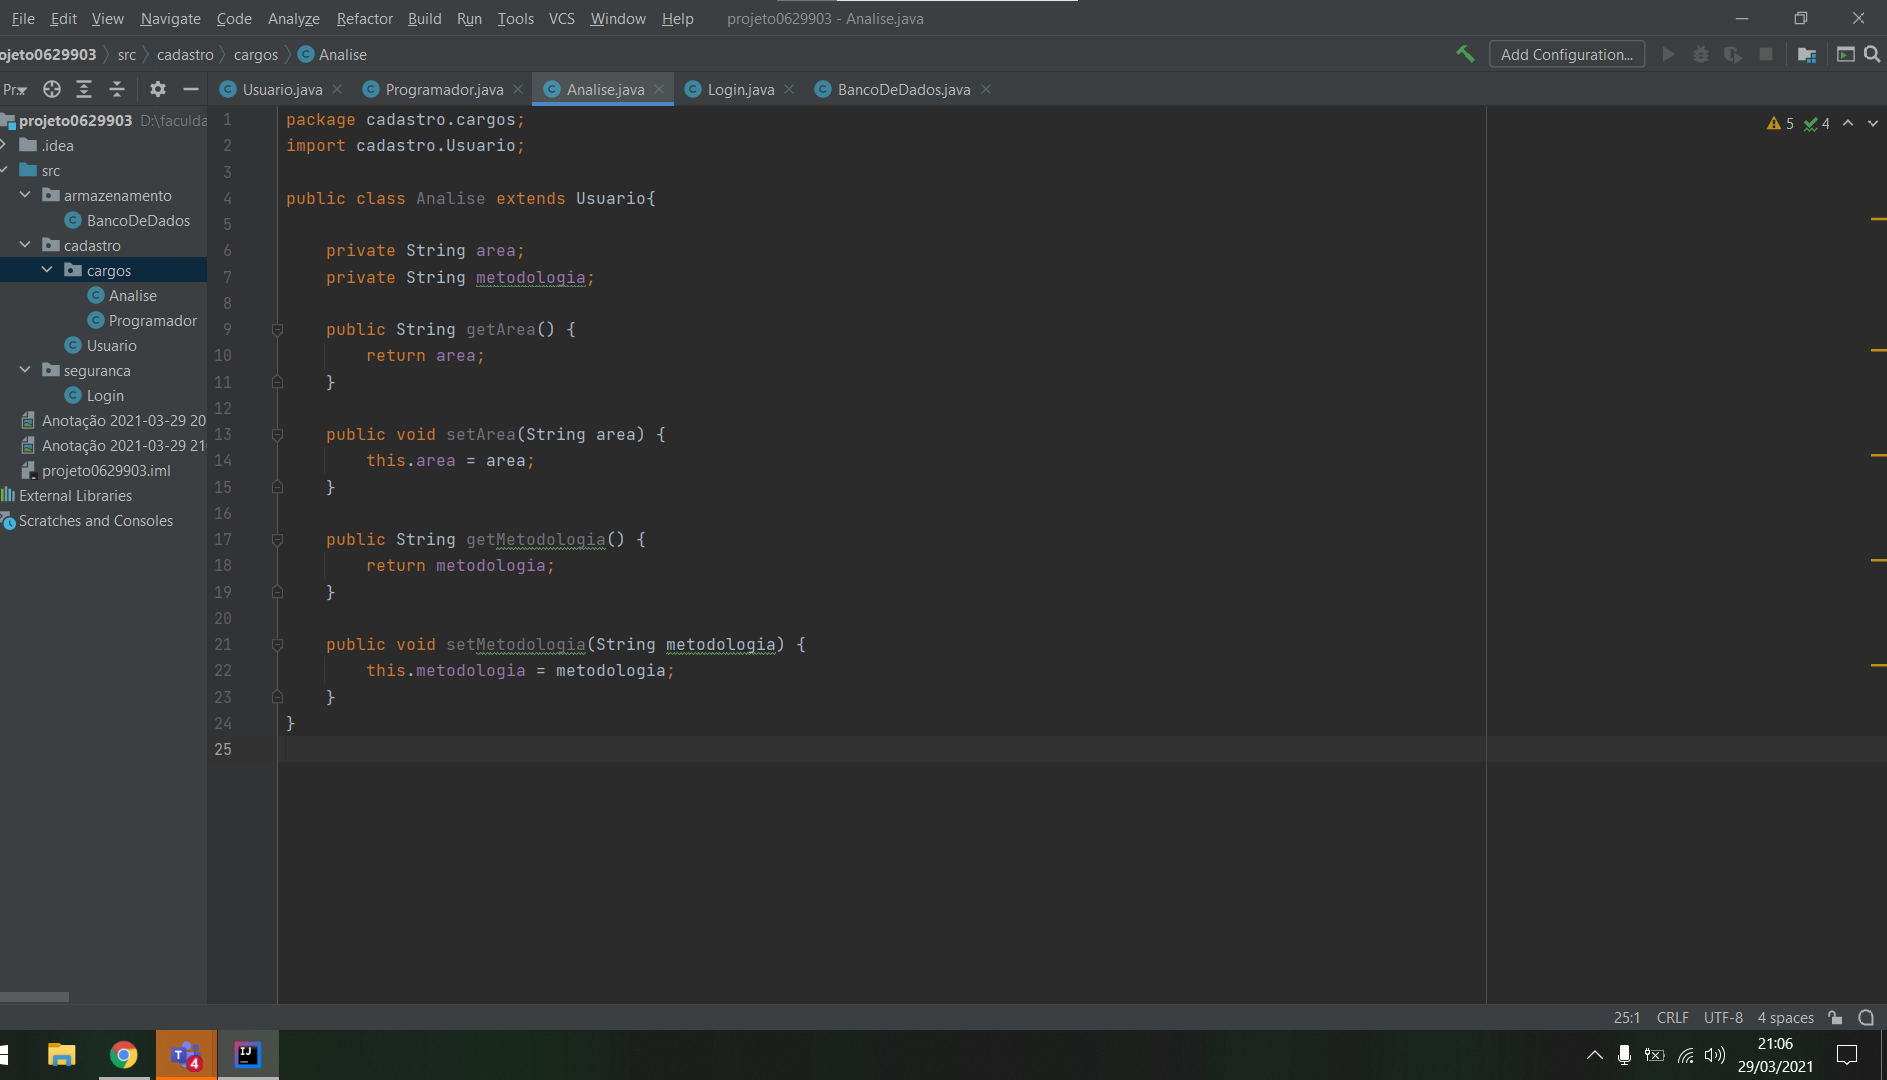 File Edit View Navigate Code Analyze Refactor Build Run Tools VCS Window Help projeto0629903 - Analise.java
ojeto0629903 src cadastro cargos Analise Add Configuration...
Pr... Usuario.java Programador.java Analise.java Login.java BancoDeDados.java
projeto0629903 D:\faculda
.idea
src
armazenamento
BancoDeDados
cadastro
cargos
Analise
Programador
Usuario
seguranca
Login
Anotação 2021-03-29 20
Anotação 2021-03-29 21
projeto0629903.iml
External Libraries
Scratches and Consoles
5 4
1 package cadastro.cargos;
2 import cadastro.Usuario;
3
4 public class Analise extends Usuario{
5
6 private String area;
7 private String metodologia;
8
9 public String getArea() {
10 return area;
11 }
12
13 public void setArea(String area) {
14 this.area = area;
15 }
16
17 public String getMetodologia() {
18 return metodologia;
19 }
20
21 public void setMetodologia(String metodologia) {
22 this.metodologia = metodologia;
23 }
24 }
25
25:1 CRLF UTF-8 4 spaces
T 4 IJ
21:06
29/03/2021